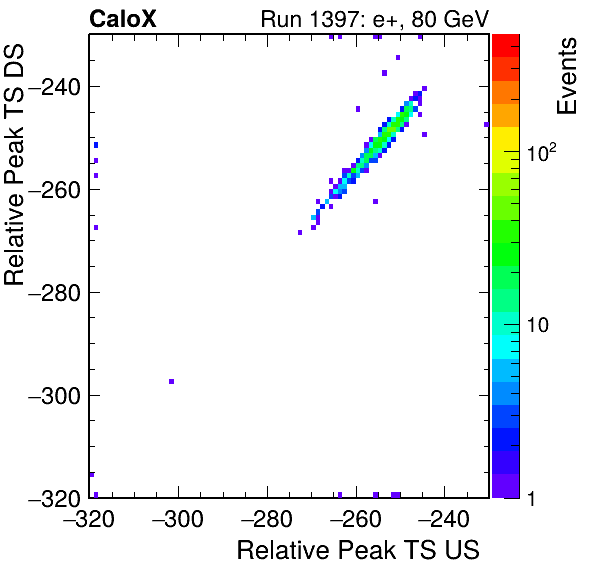 CaloX Run 1397: e+, 80 GeV
Relative Peak TS DS
−240
−260
−280
−300
−320
−320 −300 −280 −260 −240
Relative Peak TS US
Events
10²
10
1